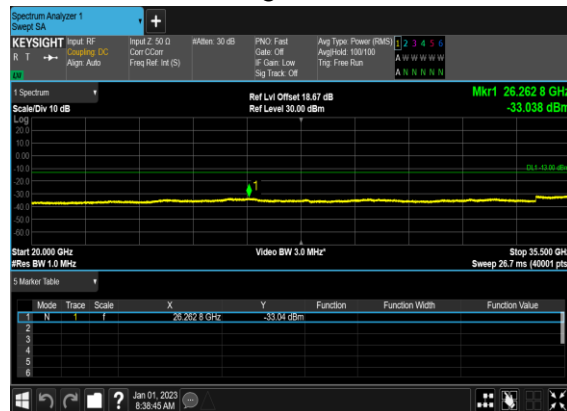 Spectrum Analyzer 1
Swept SA
+
KEYSIGHT Input: RF Input Z: 50 Ω #Atten: 30 dB PNO: Fast Avg Type: Power (RMS) 1 2 3 4 5 6
R T Coupling: DC Corr CCorr Gate: Off Avg|Hold: 100/100 A W W W W W
Align: Auto Freq Ref: Int (S) IF Gain: Low Trig: Free Run
Sig Track: Off A N N N N N
1 Spectrum
Ref Lvl Offset 18.67 dB Mkr1 26.262 8 GHz
Scale/Div 10 dB Ref Level 30.00 dBm -33.038 dBm
Log
20.0
10.0
0.00
-10.0 DL1 -13.00 dBm
-20.0
-30.0 1
-40.0
-50.0
-60.0
Start 20.000 GHz Video BW 3.0 MHz* Stop 35.500 GHz
#Res BW 1.0 MHz Sweep 26.7 ms (40001 pts
5 Marker Table
Mode Trace Scale X Y Function Function Width Function Value
1 N 1 f 26.262 8 GHz -33.04 dBm
2
3
4
5
6
? Jan 01, 2023
8:38:45 AM